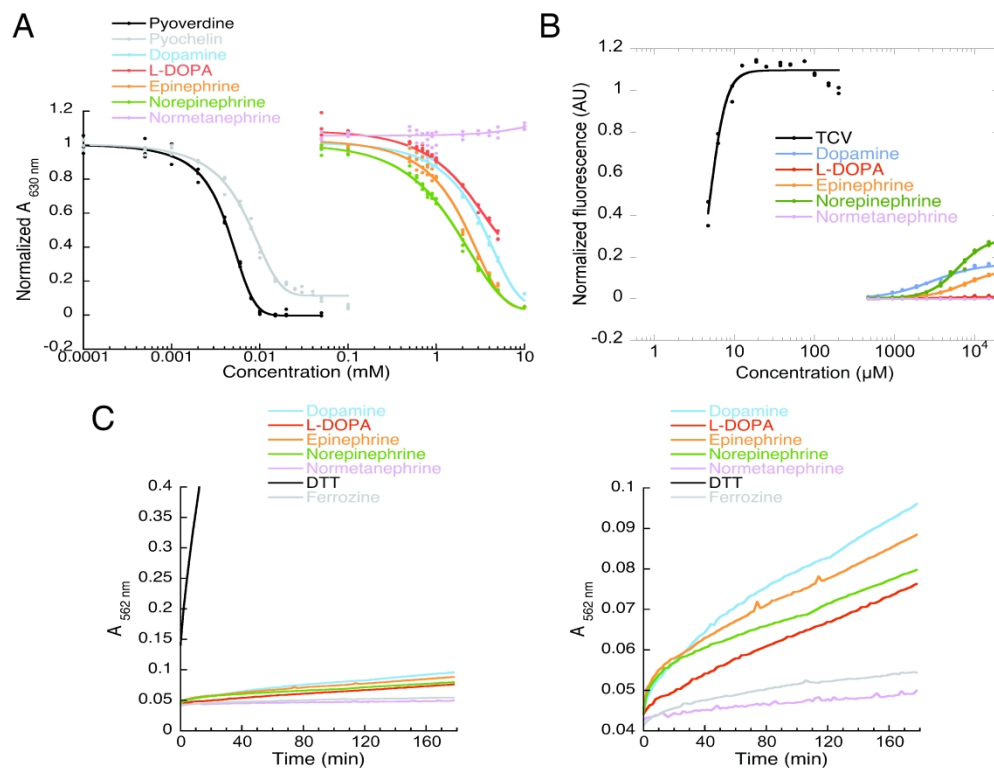 A
Pyoverdine
Pyochelin
Dopamine
L-DOPA
Epinephrine
Norepinephrine
Normetanephrine
1.2
1
0.8
0.6
0.4
0.2
0
-0.2
Normalized A 630 nm
0.0001
0.001
0.01
0.1
1
10
Concentration (mM)
B
1.2
1
0.8
0.6
0.4
0.2
0
-0.2
Normalized fluorescence (AU)
TCV
Dopamine
L-DOPA
Epinephrine
Norepinephrine
Normetanephrine
1
10
100
1000
10⁴
Concentration (µM)
C
Dopamine
L-DOPA
Epinephrine
Norepinephrine
Normetanephrine
DTT
Ferrozine
0.4
0.35
0.3
0.25
0.2
0.15
0.1
0.05
0
A 562 nm
0
40
80
120
160
Time (min)
Dopamine
L-DOPA
Epinephrine
Norepinephrine
Normetanephrine
DTT
Ferrozine
0.1
0.09
0.08
0.07
0.06
0.05
0.04
A 562 nm
0
40
80
120
160
Time (min)